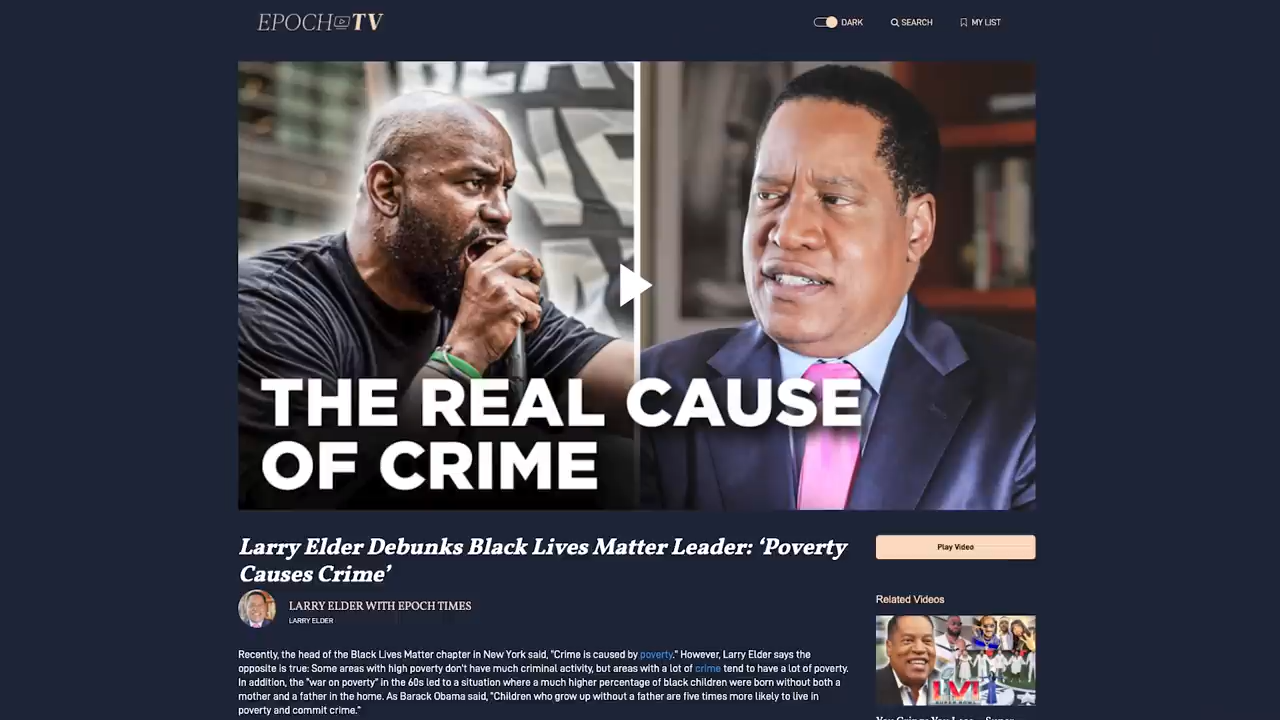 EPOCH TV
DARK
SEARCH
MY LIST
THE REAL CAUSE
OF CRIME
Larry Elder Debunks Black Lives Matter Leader: ‘Poverty
Causes Crime’
LARRY ELDER WITH EPOCH TIMES
LARRY ELDER
Recently, the head of the Black Lives Matter chapter in New York said, "Crime is caused by poverty." However, Larry Elder says the
opposite is true: Some areas with high poverty don't have much criminal activity, but areas with a lot of crime tend to have a lot of poverty.
In addition, the "war on poverty" in the 60s led to a situation where a much higher percentage of black children were born without both a
mother and a father in the home. As Barack Obama said, "Children who grow up without a father are five times more likely to live in
poverty and commit crime."
Play Video
Related Videos
LVI
SUPER BOWL